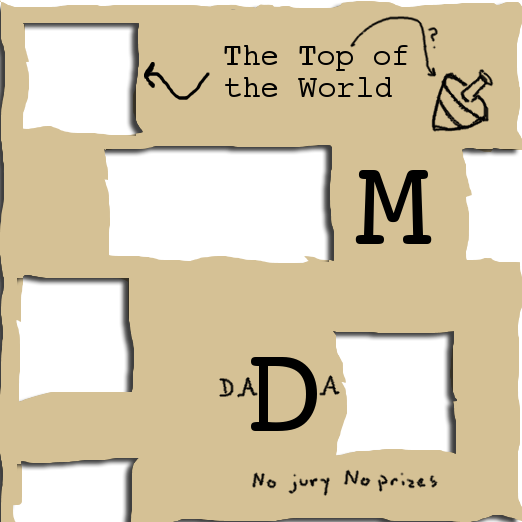 ?
The Top of
the World
M
DADA
No jury No prizes